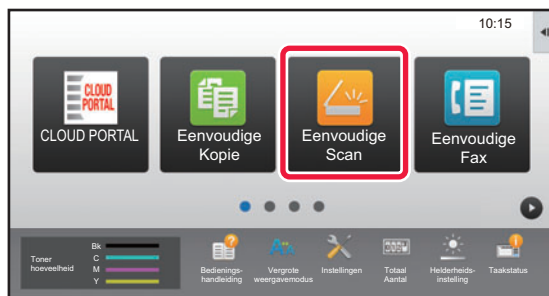 10:15
CLOUD
PORTAL
CLOUD PORTAL
Eenvoudige
Kopie
Eenvoudige
Scan
Eenvoudige
Fax
Toner
hoeveelheid
Bk
C
M
Y
Bedienings-
handleiding
Vergrote
weergavemodus
Instellingen
Totaal
Aantal
Helderheids-
instelling
Taakstatus